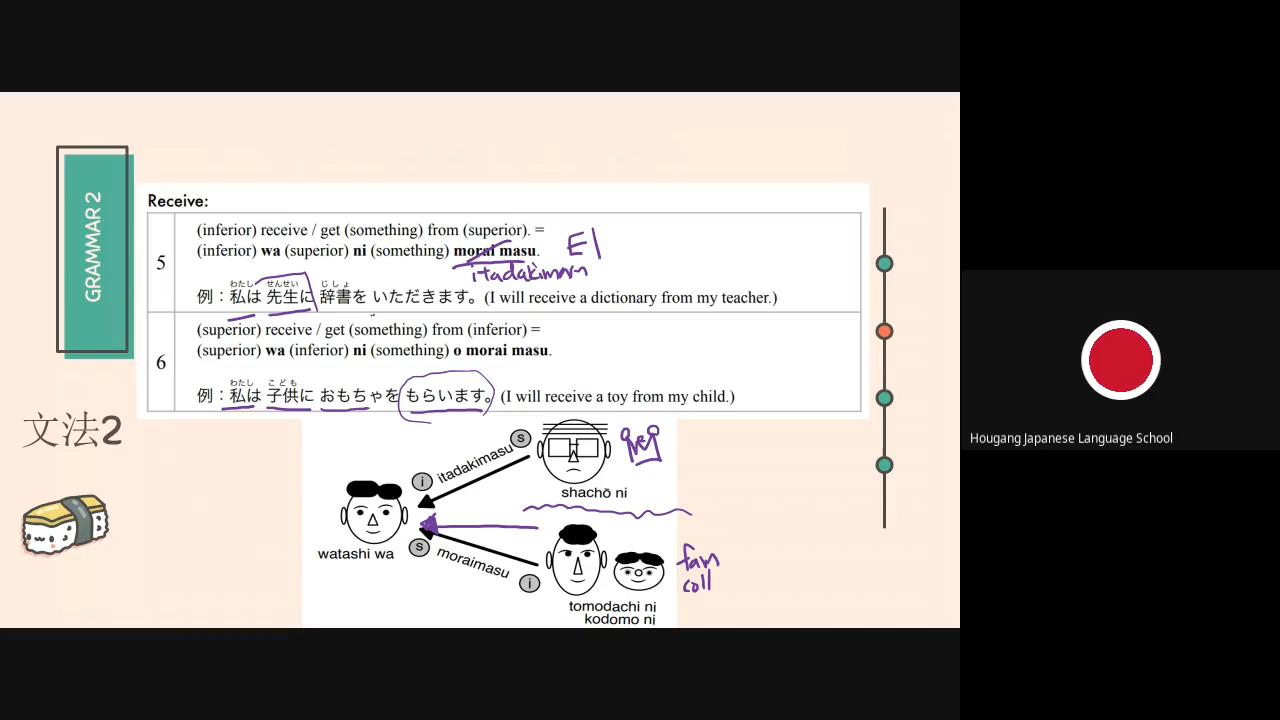 GRAMMAR 2
Receive:
5
(inferior) receive / get (something) from (superior). =
(inferior) wa (superior) ni (something) morai masu.
E1
itadakimasu
わたし せんせい じしょ
例：私は 先生に 辞書を いただきます。(I will receive a dictionary from my teacher.)
6
(superior) receive / get (something) from (inferior) =
(superior) wa (inferior) ni (something) o morai masu.
わたし こども
例：私は 子供に おもちゃを もらいます。 (I will receive a toy from my child.)
文法2
s
itadakimasu
i
shachō ni
watashi wa
s
moraimasu
i
fam
coll
tomodachi ni
kodomo ni
Hougang Japanese Language School